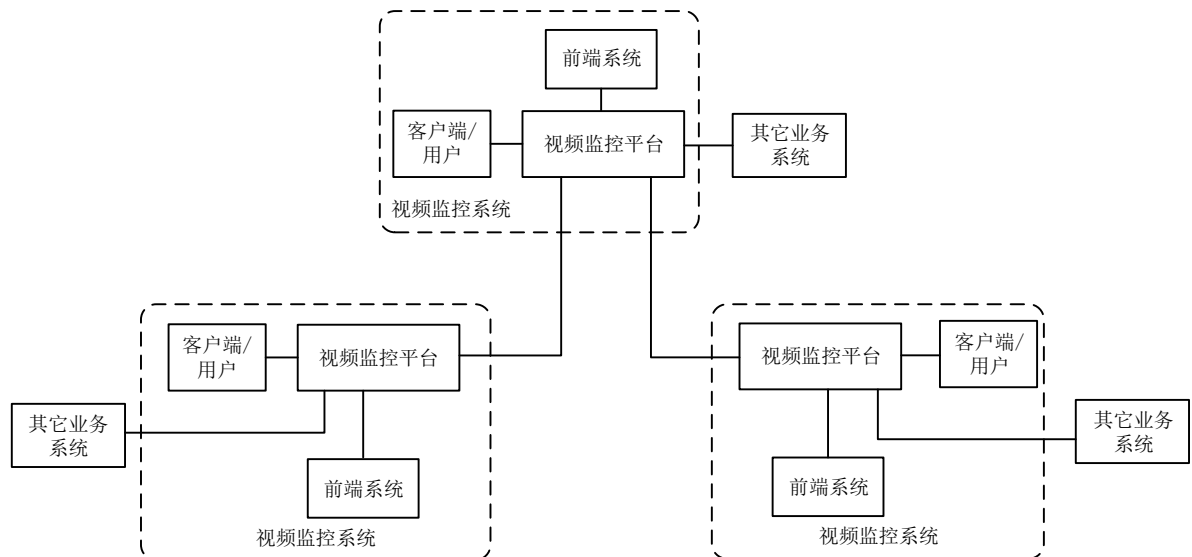 前端系统
客户端/
用户
视频监控平台
其它业务
系统
视频监控系统
客户端/
用户
视频监控平台
其它业务
系统
前端系统
视频监控系统
视频监控平台
客户端/
用户
其它业务
系统
前端系统
视频监控系统